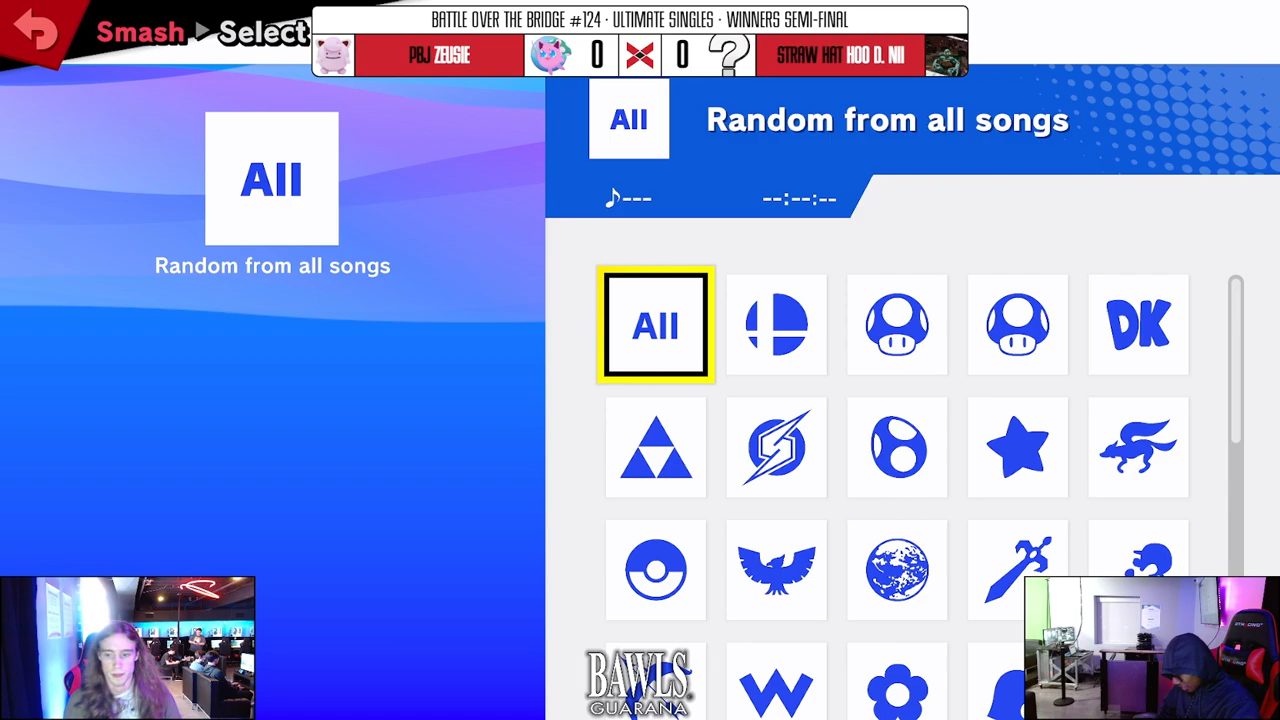 Smash ▶ Select
BATTLE OVER THE BRIDGE #124 · ULTIMATE SINGLES · WINNERS SEMI-FINAL
PBJ ZEUSIE 0 0 ? STRAW HAT HOO D. NII
All
Random from all songs
All
Random from all songs
♪--- --:--:--
All
DK
W
BAWLS
GUARANA